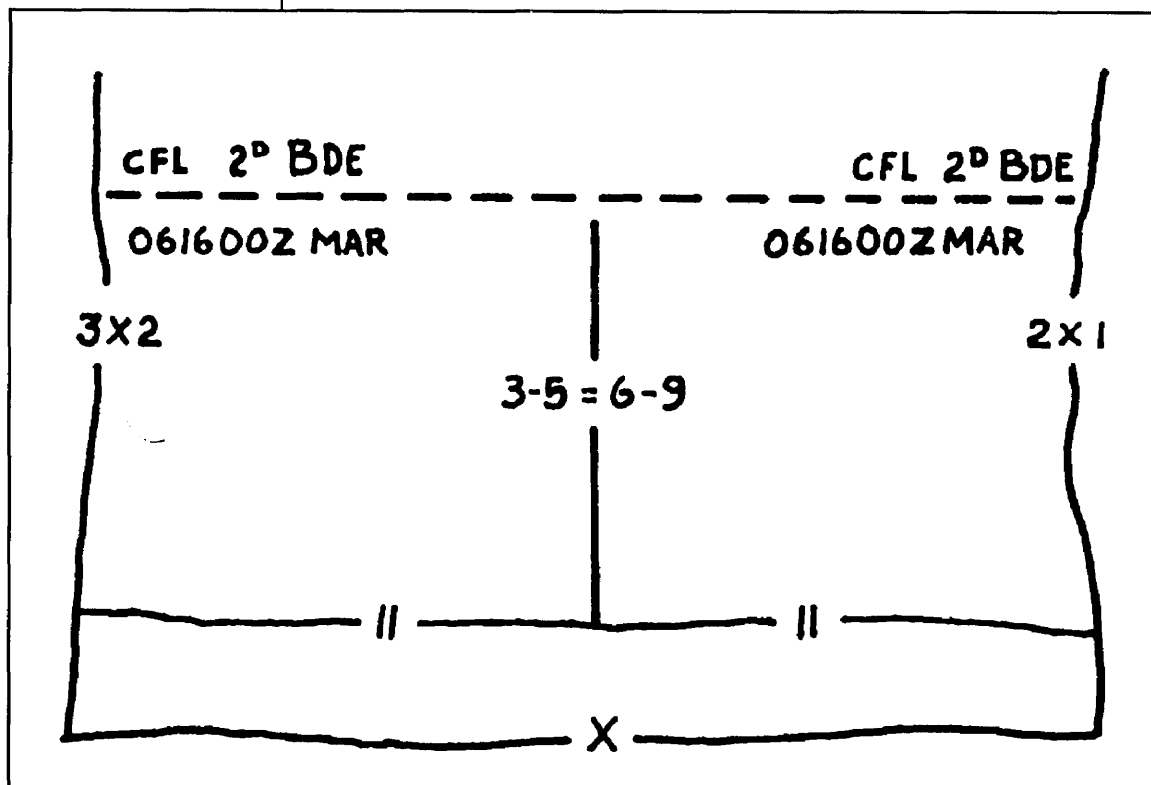 CFL 2D BDE CFL 2D BDE
061600Z MAR 061600Z MAR
3X2 2X1
3-5 = 6-9
II II
X